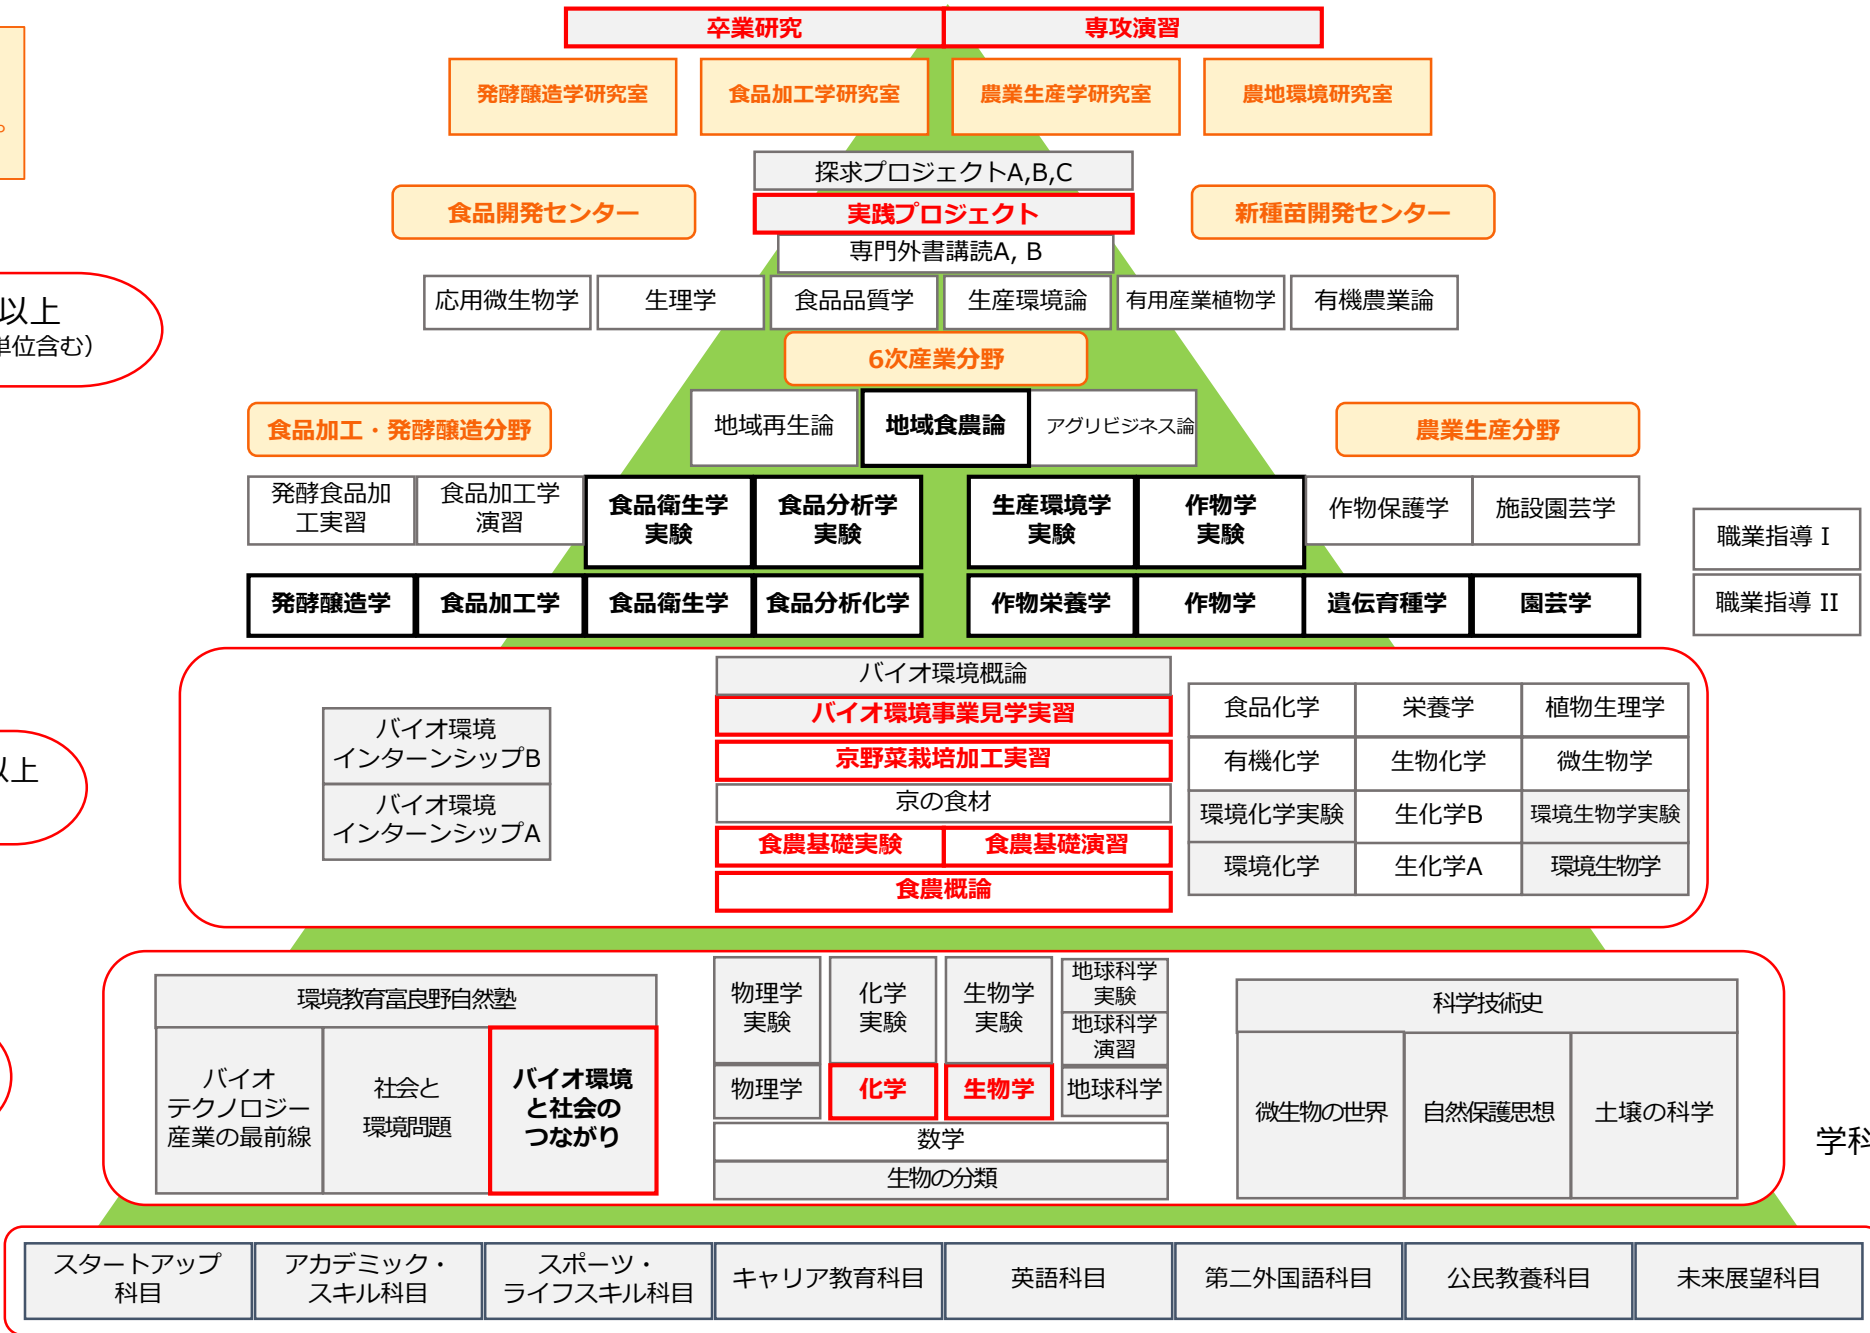 卒業研究
専攻演習
発酵醸造学研究室
食品加工学研究室
農業生産学研究室
農地環境研究室
。
探求プロジェクトA,B,C
食品開発センター
実践プロジェクト
新種苗開発センター
専門外書講読A, B
応用微生物学
生理学
食品品質学
生産環境論
有用産業植物学
有機農業論
以上
単位含む）
6次産業分野
食品加工・発酵醸造分野
地域再生論
地域食農論
アグリビジネス論
農業生産分野
発酵食品加
工実習
食品加工学
演習
食品衛生学
実験
食品分析学
実験
生産環境学
実験
作物学
実験
作物保護学
施設園芸学
職業指導 I
発酵醸造学
食品加工学
食品衛生学
食品分析化学
作物栄養学
作物学
遺伝育種学
園芸学
職業指導 II
バイオ環境概論
バイオ環境事業見学実習
京野菜栽培加工実習
京の食材
食農基礎実験
食農基礎演習
食農概論
バイオ環境
インターンシップB
バイオ環境
インターンシップA
食品化学
栄養学
植物生理学
有機化学
生物化学
微生物学
環境化学実験
生化学B
環境生物学実験
環境化学
生化学A
環境生物学
以上
環境教育富良野自然塾
バイオ
テクノロジー
産業の最前線
社会と
環境問題
バイオ環境
と社会の
つながり
物理学
実験
化学
実験
生物学
実験
地球科学
実験
地球科学
演習
物理学
化学
生物学
地球科学
数学
生物の分類
科学技術史
微生物の世界
自然保護思想
土壌の科学
学科
スタートアップ
科目
アカデミック・
スキル科目
スポーツ・
ライフスキル科目
キャリア教育科目
英語科目
第二外国語科目
公民教養科目
未来展望科目